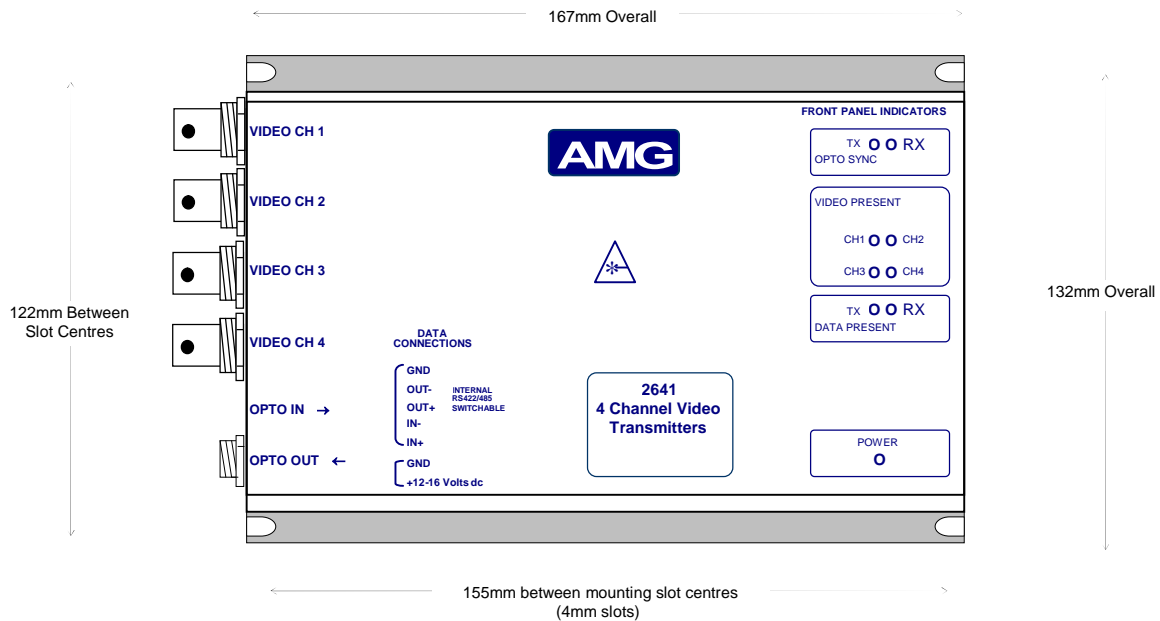 167mm Overall
FRONT PANEL INDICATORS
VIDEO CH 1
AMG
TX O O RX
OPTO SYNC
VIDEO CH 2
VIDEO PRESENT
CH1 O O CH2
VIDEO CH 3
CH3 O O CH4
132mm Overall
122mm Between
Slot Centres
TX O O RX
DATA PRESENT
VIDEO CH 4
DATA
CONNECTIONS
GND
OUT-
OUT+
IN-
IN+
INTERNAL
RS422/485
SWITCHABLE
2641
4 Channel Video
Transmitters
OPTO IN →
POWER
O
OPTO OUT ←
GND
+12-16 Volts dc
155mm between mounting slot centres
(4mm slots)